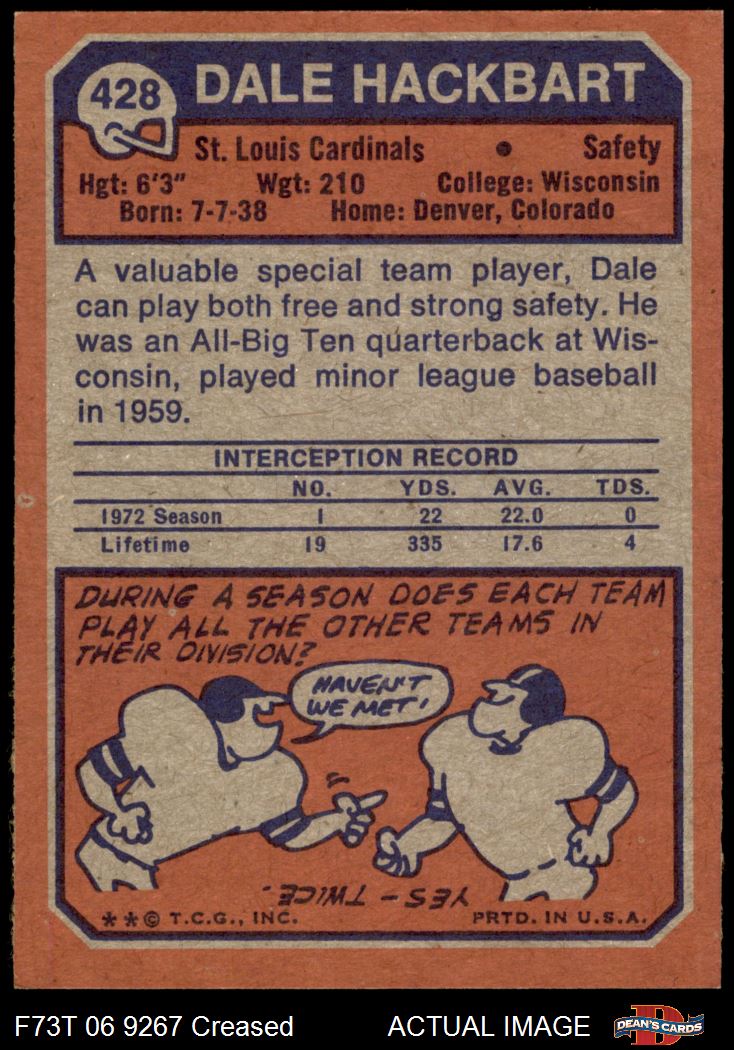 428
DALE HACKBART
St. Louis Cardinals • Safety
Hgt: 6'3" Wgt: 210 College: Wisconsin
Born: 7-7-38 Home: Denver, Colorado
A valuable special team player, Dale
can play both free and strong safety. He
was an All-Big Ten quarterback at Wis-
consin, played minor league baseball
in 1959.
INTERCEPTION RECORD
NO. YDS. AVG. TDS.
1972 Season 1 22 22.0 0
Lifetime 19 335 17.6 4
DURING A SEASON DOES EACH TEAM
PLAY ALL THE OTHER TEAMS IN
THEIR DIVISION?
HAVEN'T
WE MET!
YES - TWICE.
**© T.C.G., INC. PRTD. IN U.S.A.
F73T 06 9267 Creased ACTUAL IMAGE
D
DEAN'S CARDS